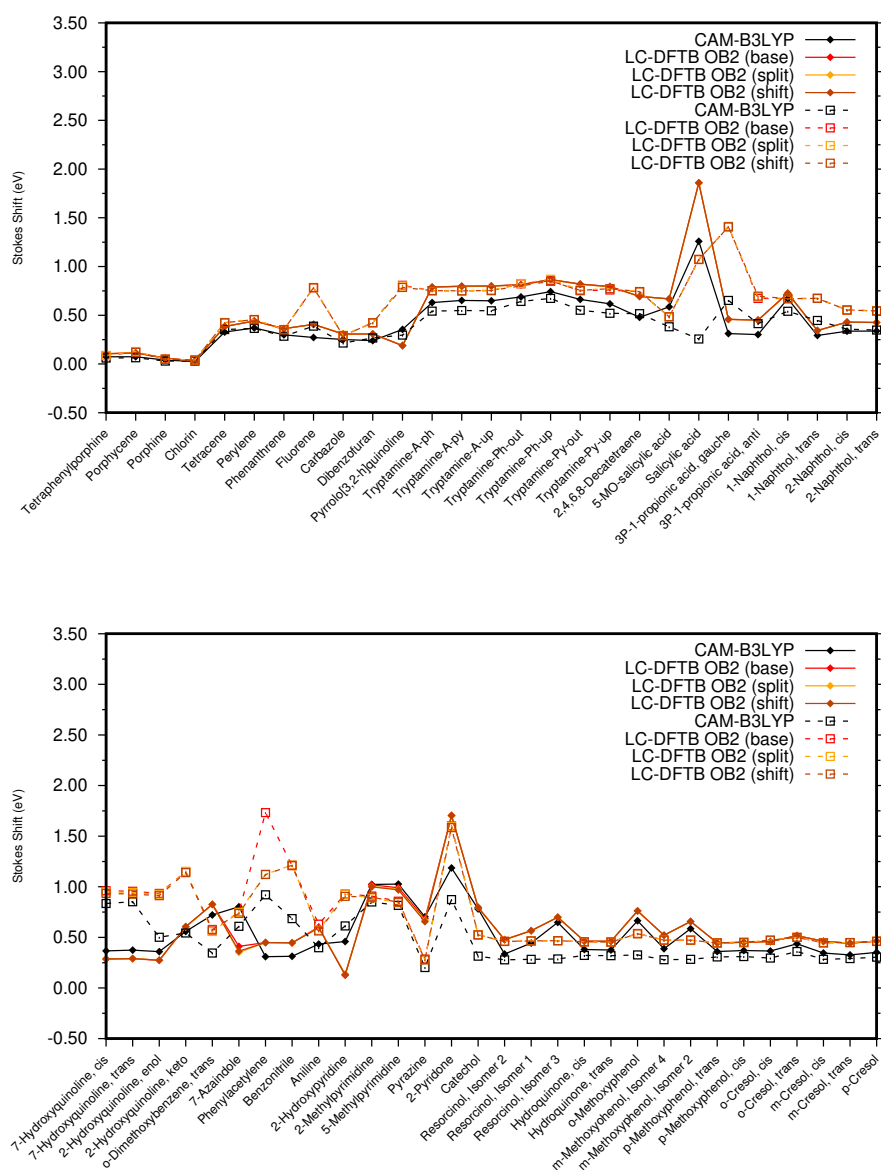 3.50
3.00
2.50
2.00
1.50
1.00
0.50
0.00
-0.50
Stokes Shift (eV)
CAM-B3LYP
LC-DFTB OB2 (base)
LC-DFTB OB2 (split)
LC-DFTB OB2 (shift)
CAM-B3LYP
LC-DFTB OB2 (base)
LC-DFTB OB2 (split)
LC-DFTB OB2 (shift)
Tetraphenylporphine
Porphycene
Porphine
Chlorin
Tetracene
Perylene
Phenanthrene
Fluorene
Carbazole
Dibenzofuran
Pyrrolo[3,2-h]quinoline
Tryptamine-A-ph
Tryptamine-A-py
Tryptamine-A-up
Tryptamine-Ph-out
Tryptamine-Ph-up
Tryptamine-Py-out
Tryptamine-Py-up
2,4,6,8-Decatetraene
5-MO-salicylic acid
Salicylic acid
3P-1-propionic acid, gauche
3P-1-propionic acid, anti
1-Naphthol, cis
1-Naphthol, trans
2-Naphthol, cis
2-Naphthol, trans
3.50
3.00
2.50
2.00
1.50
1.00
0.50
0.00
-0.50
Stokes Shift (eV)
CAM-B3LYP
LC-DFTB OB2 (base)
LC-DFTB OB2 (split)
LC-DFTB OB2 (shift)
CAM-B3LYP
LC-DFTB OB2 (base)
LC-DFTB OB2 (split)
LC-DFTB OB2 (shift)
7-Hydroxyquinoline, cis
7-Hydroxyquinoline, trans
2-Hydroxyquinoline, enol
2-Hydroxyquinoline, keto
o-Dimethoxybenzene, trans
7-Azaindole
Phenylacetylene
Benzonitrile
Aniline
2-Hydroxypyridine
2-Methylpyrimidine
5-Methylpyrimidine
Pyrazine
2-Pyridone
Catechol
Resorcinol, Isomer 2
Resorcinol, Isomer 1
Resorcinol, Isomer 3
Hydroquinone, cis
Hydroquinone, trans
o-Methoxyphenol
m-Methoxyphenol, Isomer 4
m-Methoxyphenol, Isomer 2
p-Methoxyphenol, trans
p-Methoxyphenol, cis
o-Cresol, cis
o-Cresol, trans
m-Cresol, cis
m-Cresol, trans
p-Cresol